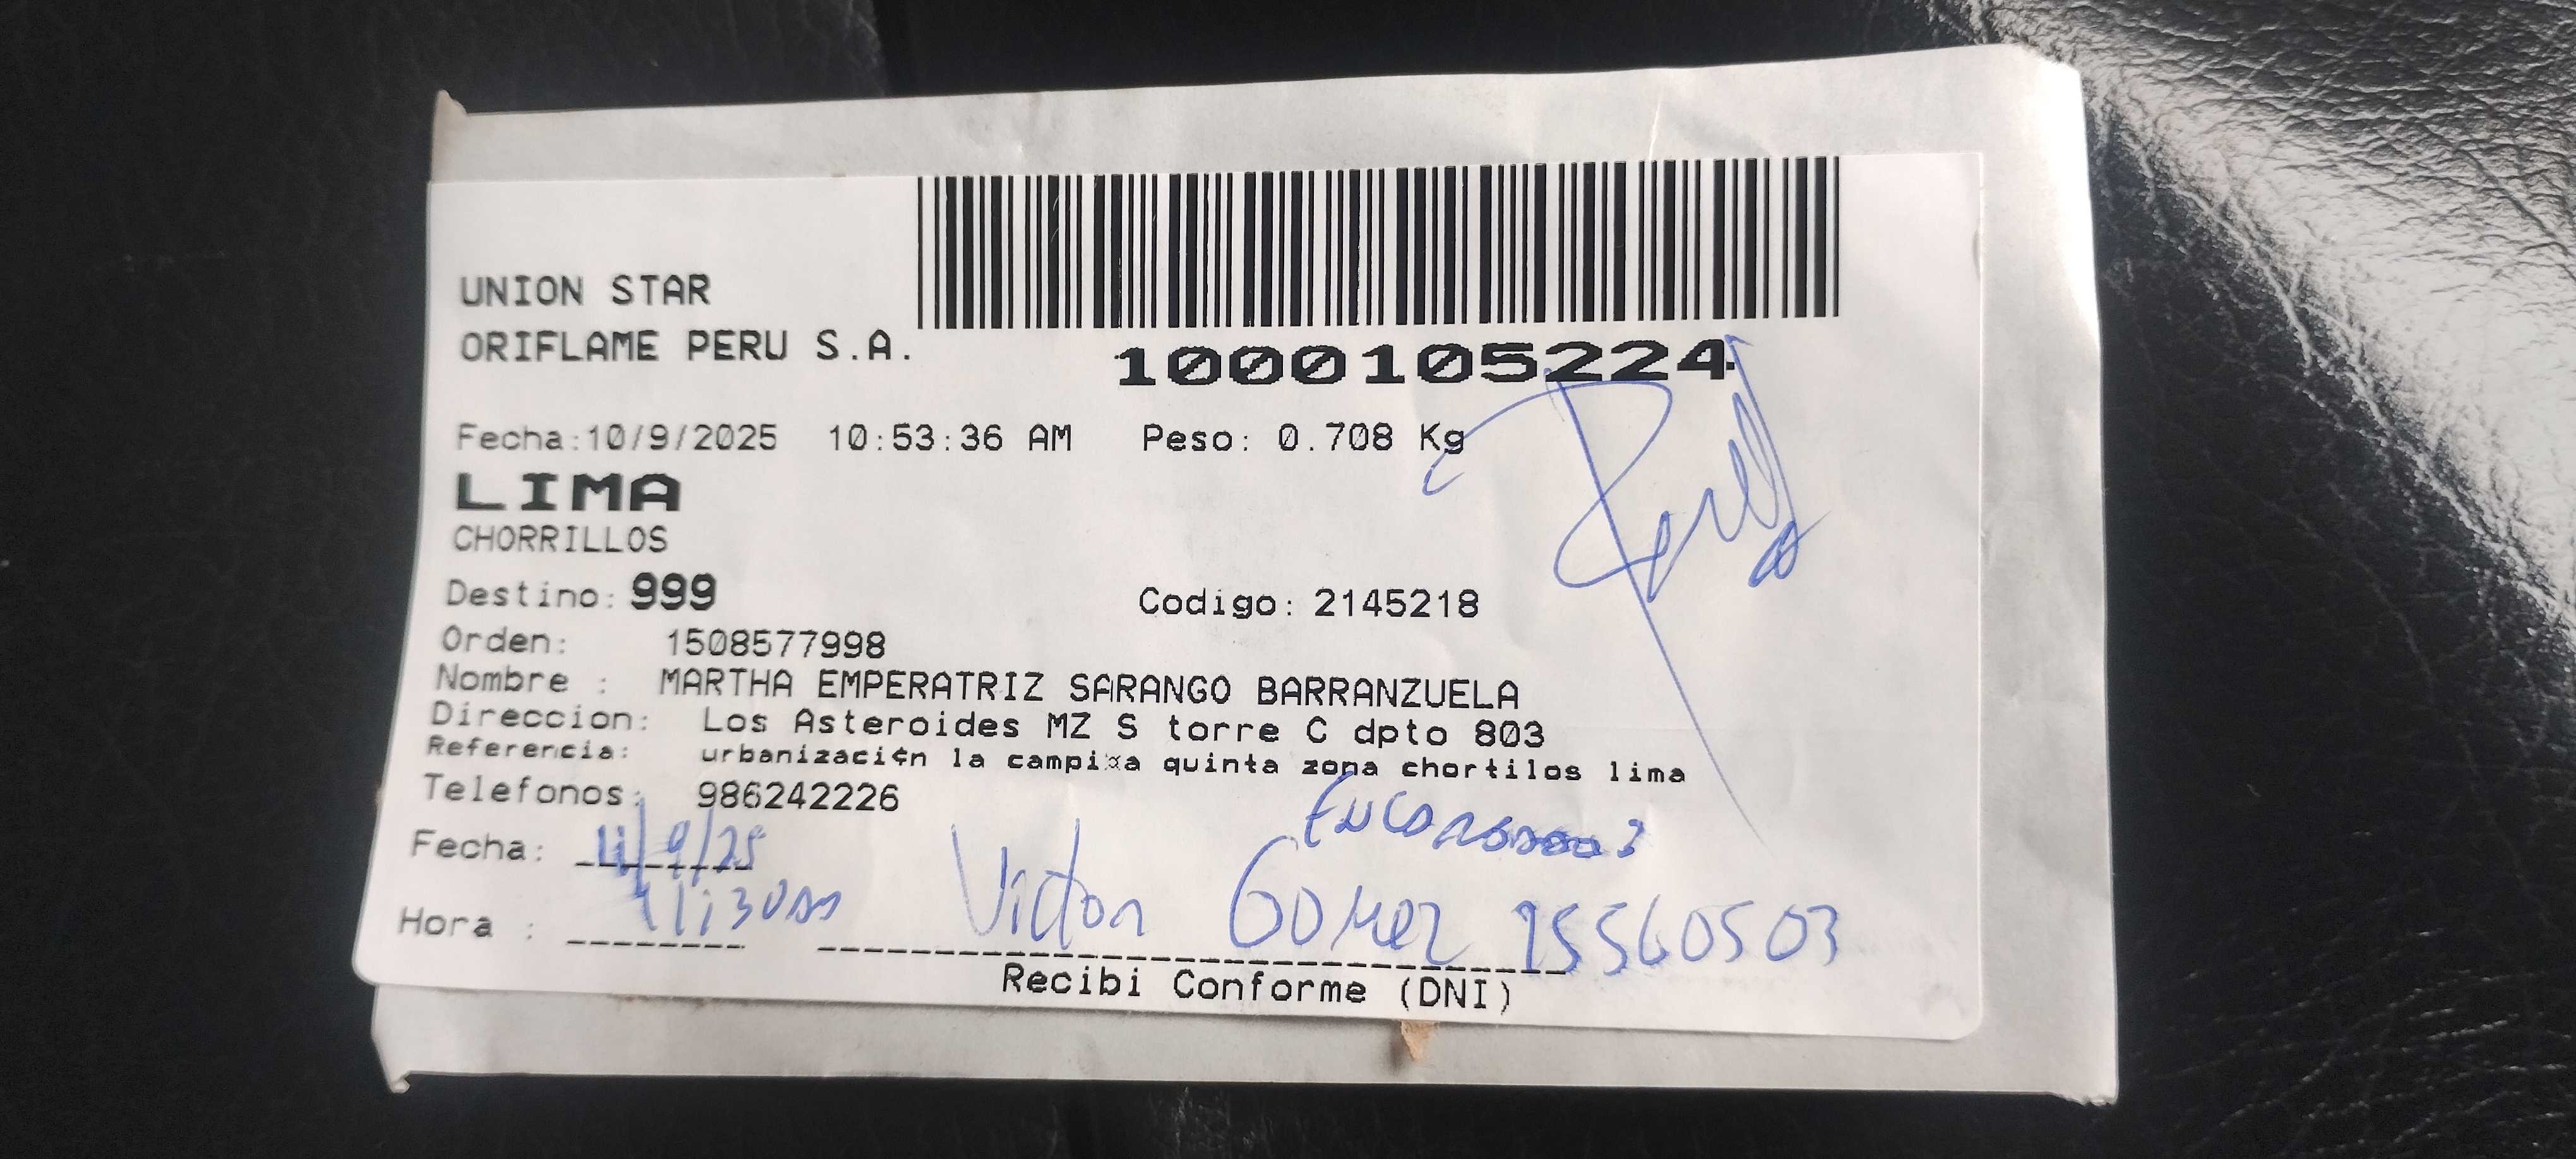 UNION STAR
ORIFLAME PERU S.A.
1000105224
Fecha:10/9/2025 10:53:36 AM Peso: 0.708 Kg
LIMA
CHORRILLOS
Destino: 999 Codigo: 2145218
Orden: 1508577998
Nombre : MARTHA EMPERATRIZ SARANGO BARRANZUELA
Direccion: Los Asteroides MZ S torre C dpto 803
Referencia: urbanización la campiña quinta zona chortilos lima
Telefonos: 986242226
Fecha: 11/9/25
Hora : 11:30 Victor Gomez 15560503
Recibi Conforme (DNI)